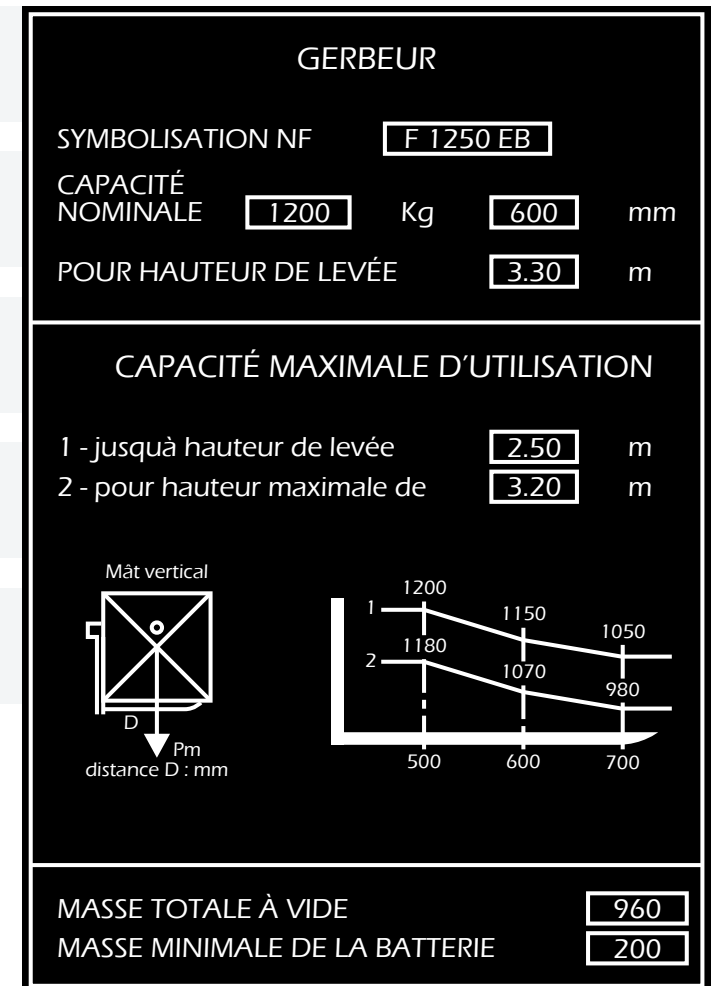 GERBEUR
SYMBOLISATION NF F 1250 EB
CAPACITÉ
NOMINALE 1200 Kg 600 mm
POUR HAUTEUR DE LEVÉE 3.30 m
CAPACITÉ MAXIMALE D'UTILISATION
1 - jusquà hauteur de levée 2.50 m
2 - pour hauteur maximale de 3.20 m
Mât vertical
D
Pm
distance D : mm
1200
1 1150
1050
1180
2 1070
980
500 600 700
MASSE TOTALE À VIDE 960
MASSE MINIMALE DE LA BATTERIE 200